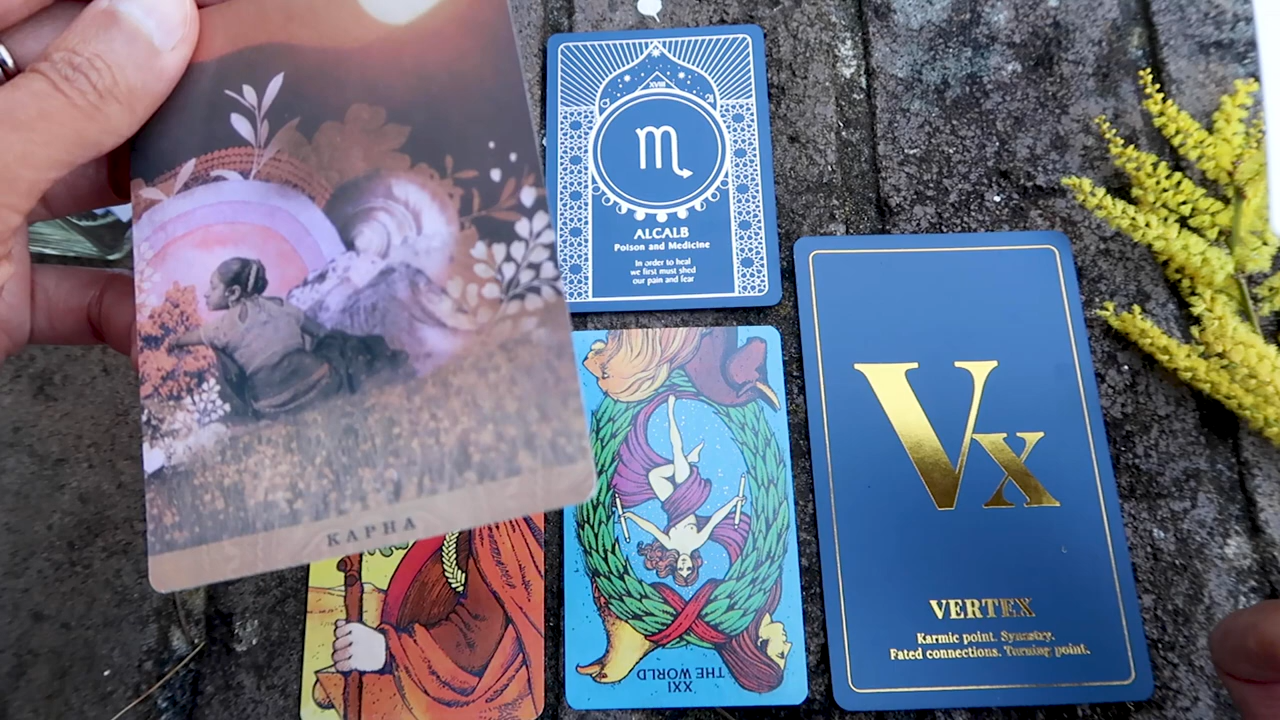 XVIII
ALCALB
Poison and Medicine
In order to heal
we first must shed
our pain and fear
KAPHA
XXI
THE WORLD
Vx
VERTEX
Karmic point. Synastry.
Fated connections. Turning point.